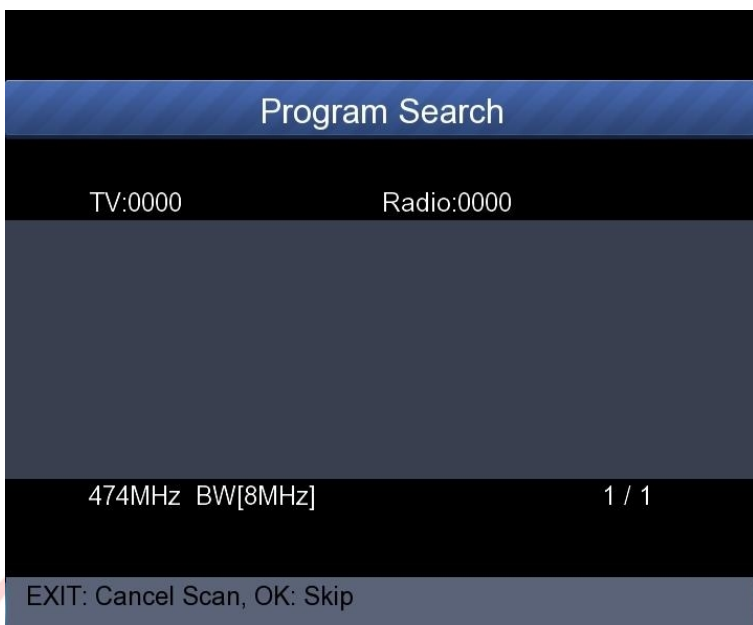 Program Search
TV:0000 Radio:0000
474MHz BW[8MHz] 1 / 1
EXIT: Cancel Scan, OK: Skip